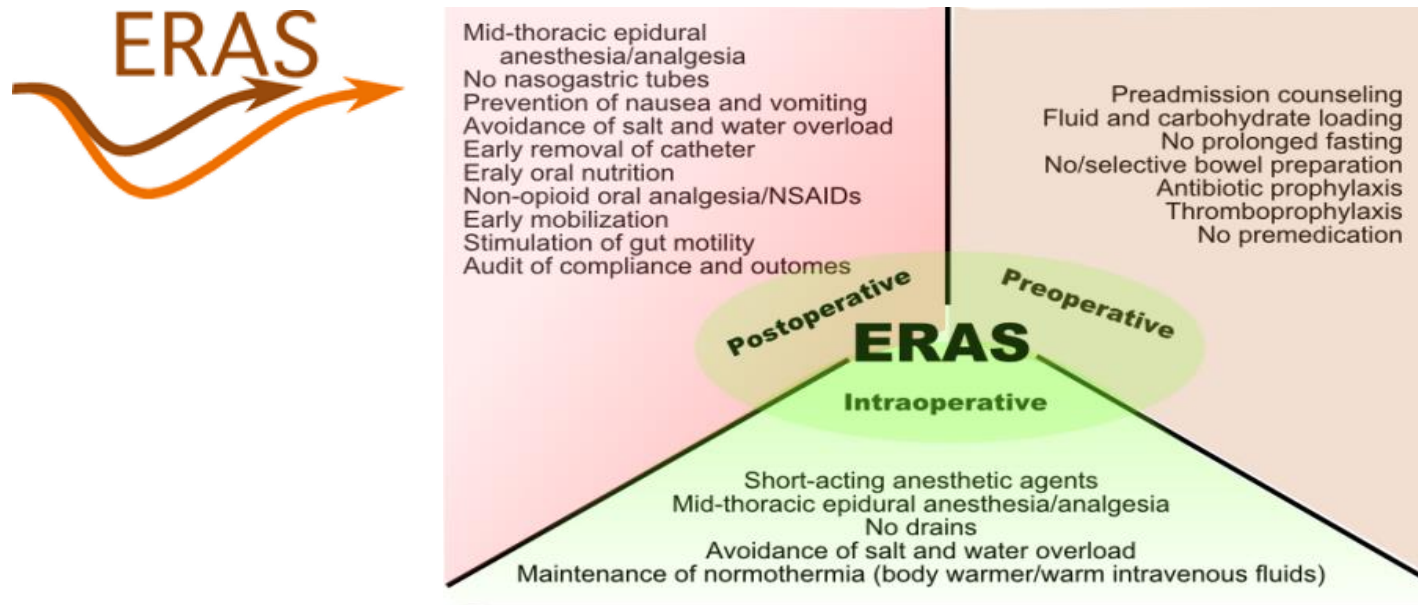 ERAS
Mid-thoracic epidural
anesthesia/analgesia
No nasogastric tubes
Prevention of nausea and vomiting
Avoidance of salt and water overload
Early removal of catheter
Eraly oral nutrition
Non-opioid oral analgesia/NSAIDs
Early mobilization
Stimulation of gut motility
Audit of compliance and outcomes
Preadmission counseling
Fluid and carbohydrate loading
No prolonged fasting
No/selective bowel preparation
Antibiotic prophylaxis
Thromboprophylaxis
No premedication
Postoperative
Preoperative
ERAS
Intraoperative
Short-acting anesthetic agents
Mid-thoracic epidural anesthesia/analgesia
No drains
Avoidance of salt and water overload
Maintenance of normothermia (body warmer/warm intravenous fluids)